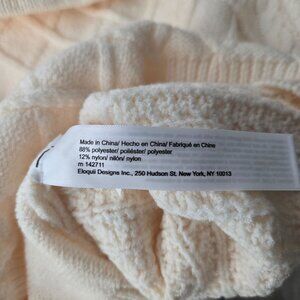 Made in China/ Hecho en China/ Fabriqué en Chine
88% polyester/ poliéster/ polyester
12% nylon/ nilón/ nylon
m 142711
Eloquii Designs Inc., 250 Hudson St. New York, NY 10013